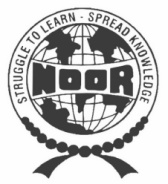 STRUGGLE TO LEARN - SPREAD KNOWLEDGE
NOOR